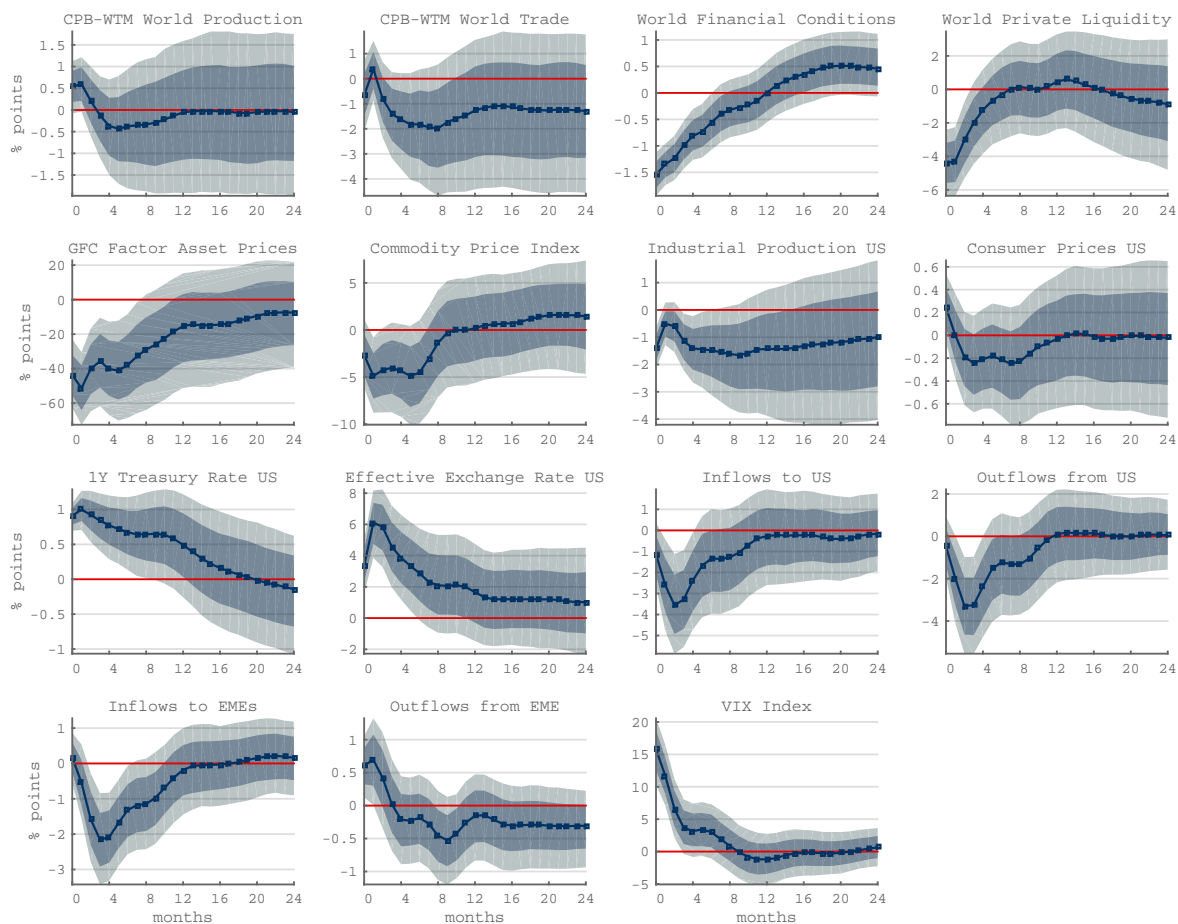 CPB-WTM World Production
CPB-WTM World Trade
World Financial Conditions
World Private Liquidity
% points
1.5
1
0.5
0
-0.5
-1
-1.5
0 4 8 12 16 20 24
1
0
-1
-2
-3
-4
0 4 8 12 16 20 24
1
0.5
0
-0.5
-1
-1.5
0 4 8 12 16 20 24
2
0
-2
-4
-6
0 4 8 12 16 20 24
GFC Factor Asset Prices
Commodity Price Index
Industrial Production US
Consumer Prices US
% points
20
0
-20
-40
-60
0 4 8 12 16 20 24
5
0
-5
-10
0 4 8 12 16 20 24
1
0
-1
-2
-3
-4
0 4 8 12 16 20 24
0.6
0.4
0.2
0
-0.2
-0.4
-0.6
0 4 8 12 16 20 24
1Y Treasury Rate US
Effective Exchange Rate US
Inflows to US
Outflows from US
% points
1
0.5
0
-0.5
-1
0 4 8 12 16 20 24
8
6
4
2
0
-2
0 4 8 12 16 20 24
1
0
-1
-2
-3
-4
-5
0 4 8 12 16 20 24
2
0
-2
-4
0 4 8 12 16 20 24
Inflows to EMEs
Outflows from EME
VIX Index
% points
1
0
-1
-2
-3
0 4 8 12 16 20 24
months
1
0.5
0
-0.5
-1
0 4 8 12 16 20 24
months
20
15
10
5
0
-5
0 4 8 12 16 20 24
months